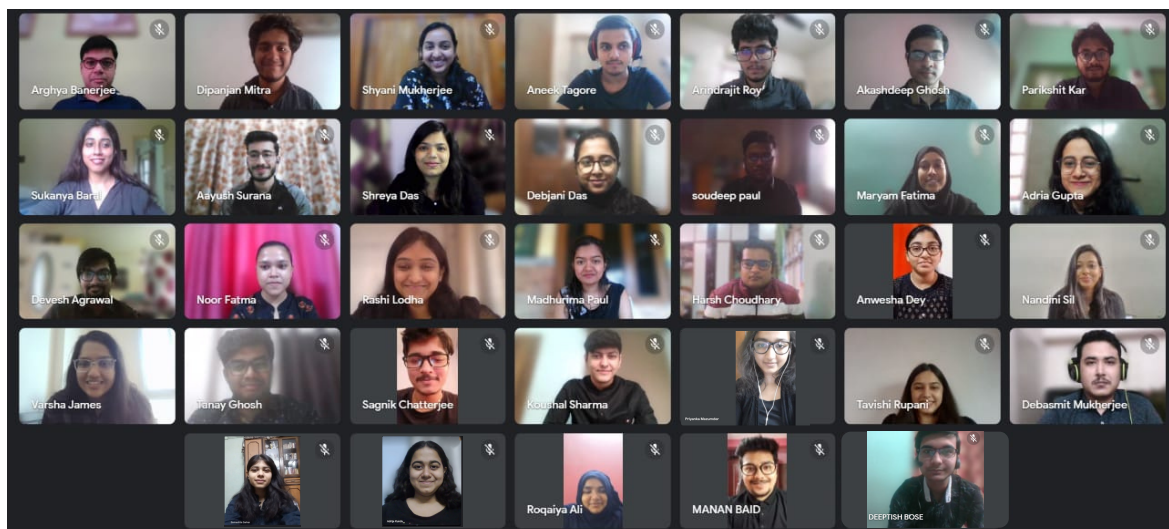 Arghya Banerjee
Dipanjan Mitra
Shyani Mukherjee
Aneek Tagore
Arindrajit Roy
Akashdeep Ghosh
Parikshit Kar
Sukanya Baral
Aayush Surana
Shreya Das
Debjani Das
soudeep paul
Maryam Fatima
Adria Gupta
Devesh Agrawal
Noor Fatma
Rashi Lodha
Madhurima Paul
Harsh Choudhary
Anwesha Dey
Nandini Sil
Varsha James
Tanay Ghosh
Sagnik Chatterjee
Koushal Sharma
Priyanka
Tavishi Rupani
Debasmit Mukherjee
Roqaiya Ali
MANAN BAID
DEEPTISH BOSE